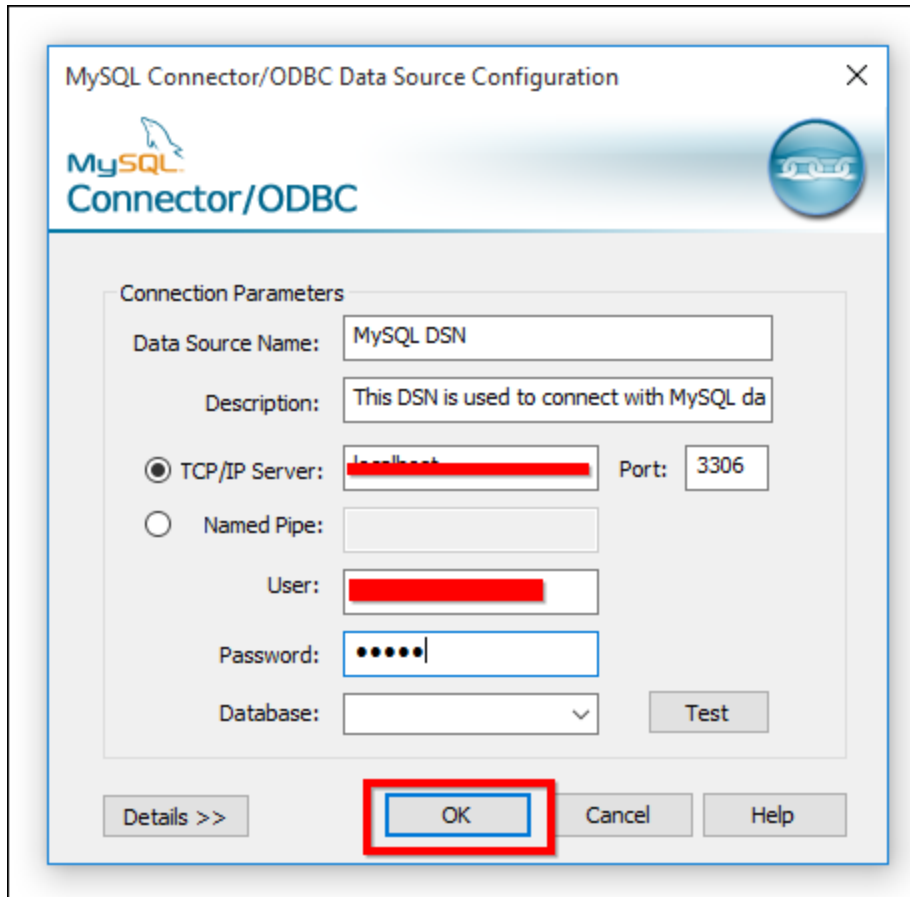 MySQL Connector/ODBC Data Source Configuration
MySQL
Connector/ODBC
Connection Parameters
Data Source Name: MySQL DSN
Description: This DSN is used to connect with MySQL da
TCP/IP Server: Port: 3306
Named Pipe:
User:
Password: •••••
Database: Test
Details >> OK Cancel Help